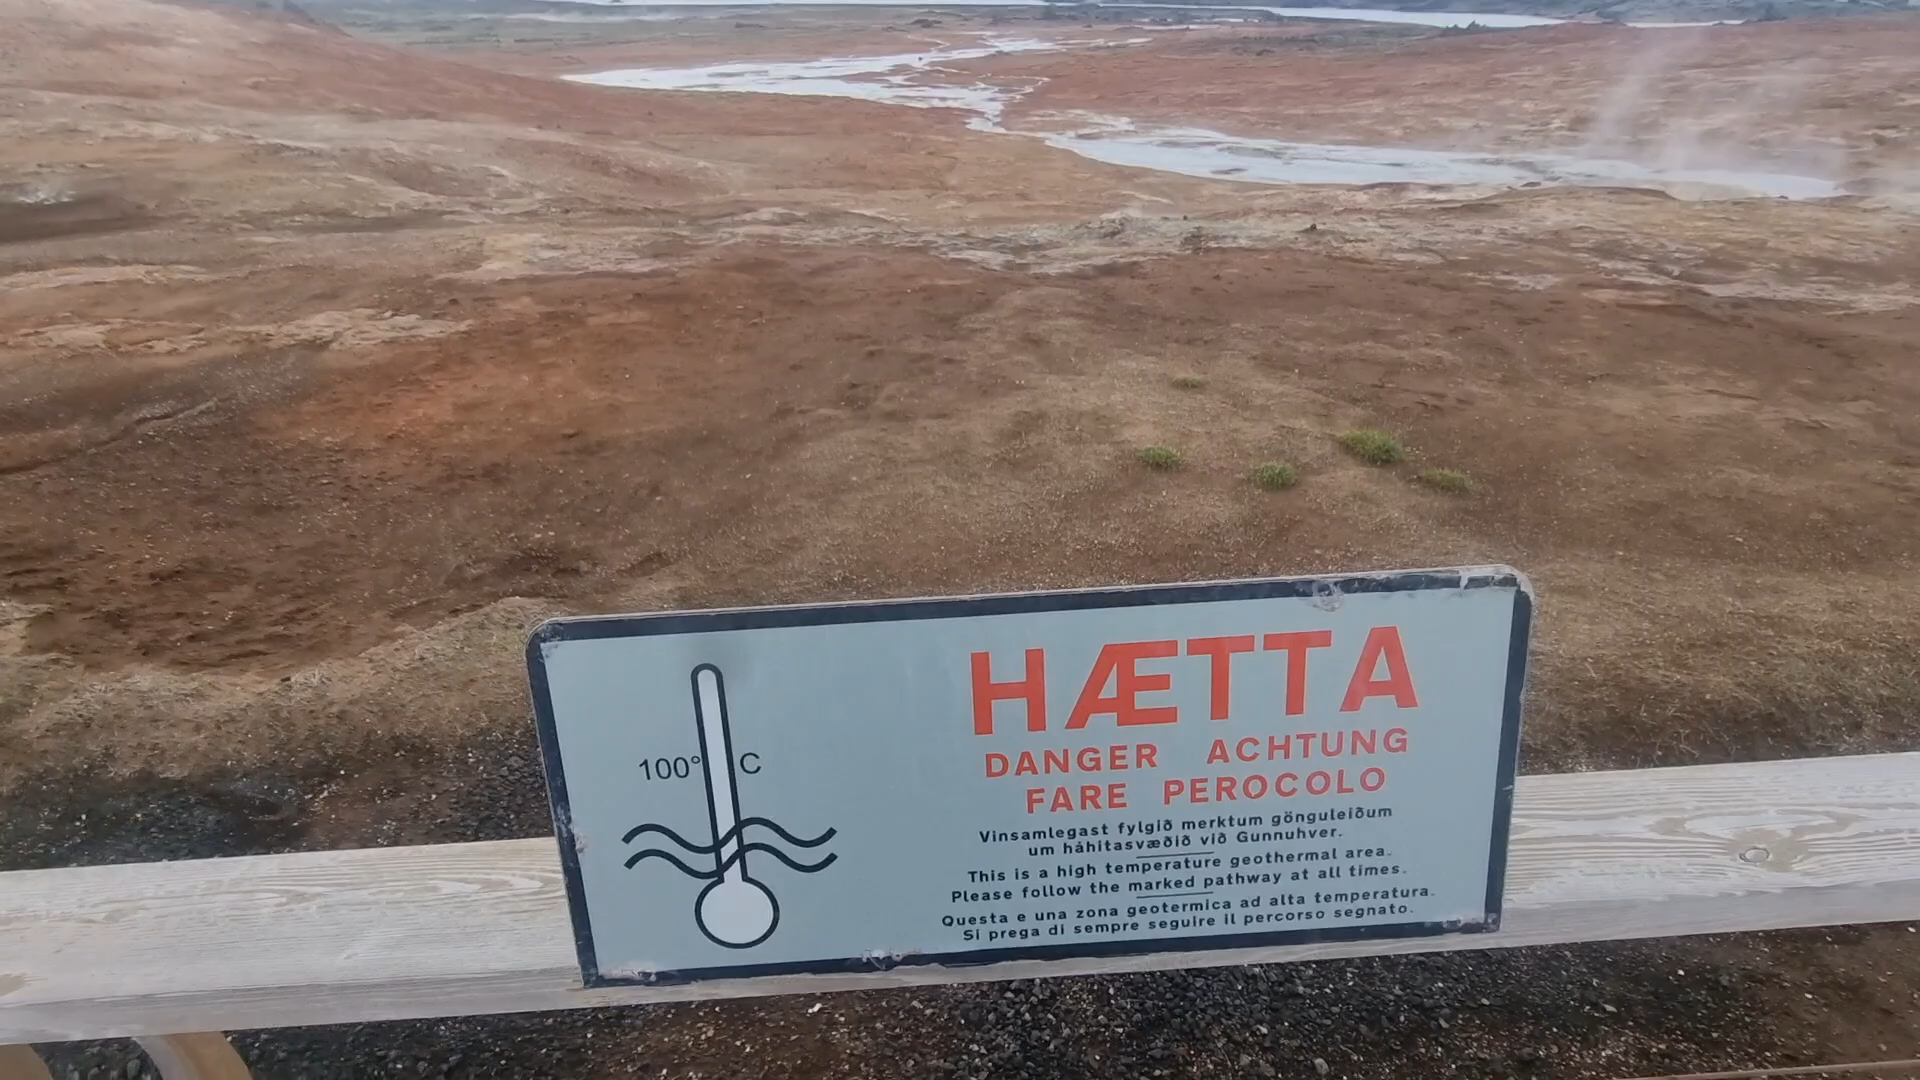 HÆTTA
DANGER ACHTUNG
FARE PEROCOLO
100° C
Vinsamlegast fylgið merktum gönguleiðum
um háhitasvæðið við Gunnuhver.
This is a high temperature geothermal area.
Please follow the marked pathway at all times.
Questa e una zona geotermica ad alta temperatura.
Si prega di sempre seguire il percorso segnato.